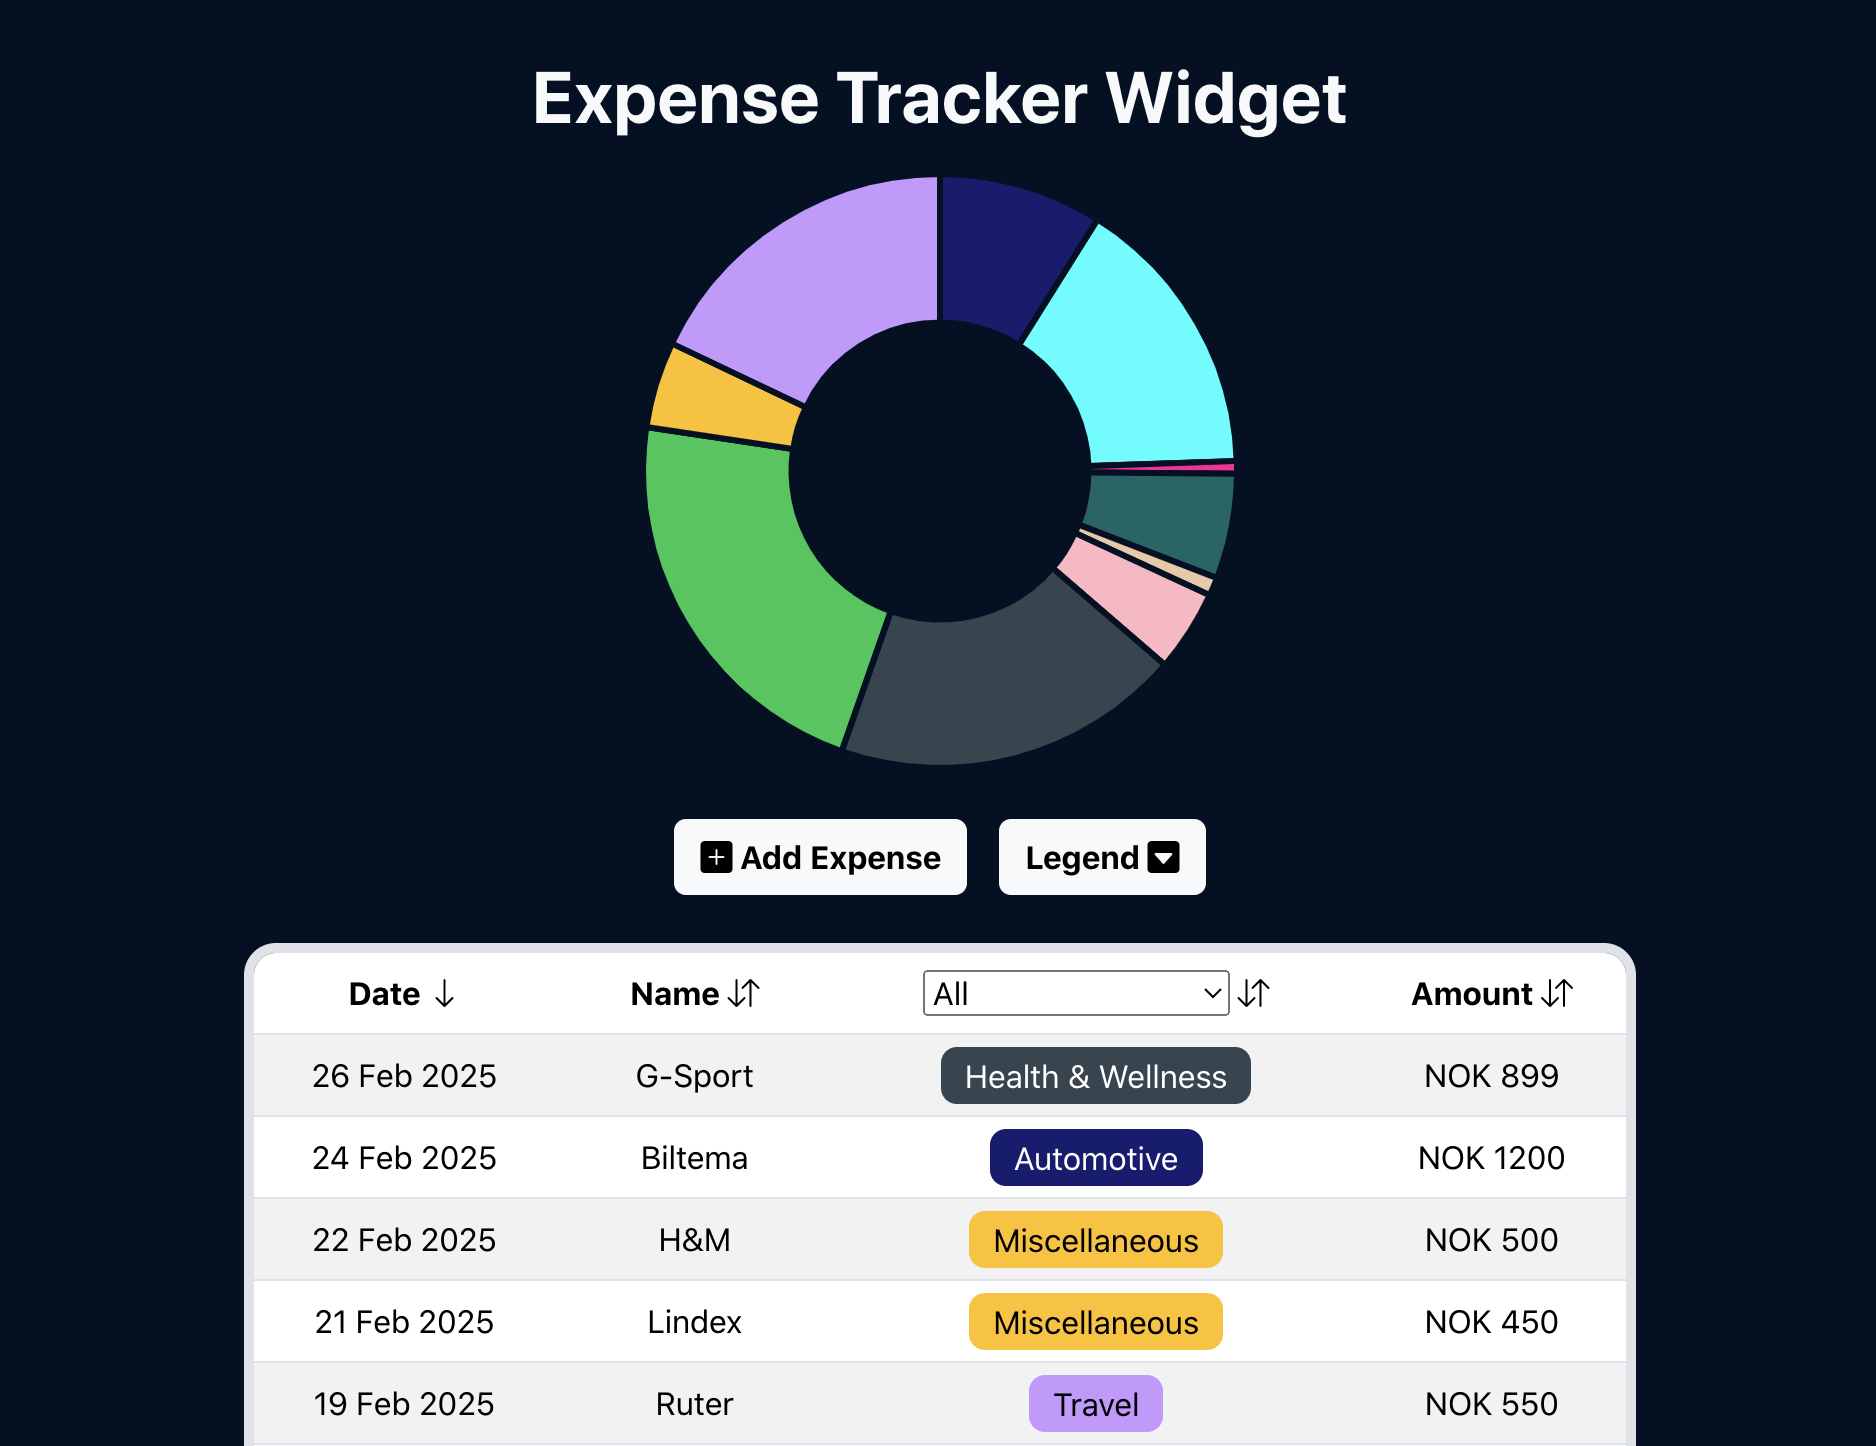 Expense Tracker Widget
Add Expense
Legend
Date Name All Amount
26 Feb 2025 G-Sport Health & Wellness NOK 899
24 Feb 2025 Biltema Automotive NOK 1200
22 Feb 2025 H&M Miscellaneous NOK 500
21 Feb 2025 Lindex Miscellaneous NOK 450
19 Feb 2025 Ruter Travel NOK 550